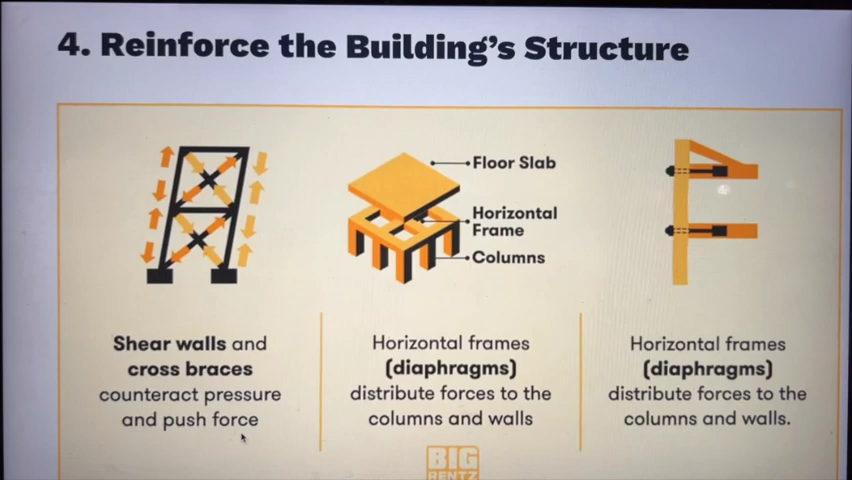 4. Reinforce the Building's Structure
Floor Slab
Horizontal
Frame
Columns
Shear walls and
cross braces
counteract pressure
and push force
Horizontal frames
(diaphragms)
distribute forces to the
columns and walls
Horizontal frames
(diaphragms)
distribute forces to the
columns and walls.
BIG
RENTZ